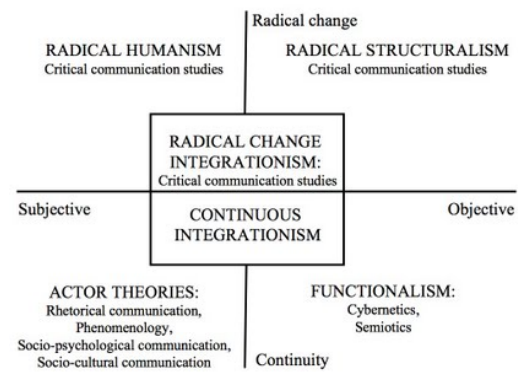 Radical change
RADICAL HUMANISM
Critical communication studies
RADICAL STRUCTURALISM
Critical communication studies
RADICAL CHANGE
INTEGRATIONISM:
Critical communication studies
Subjective
Objective
CONTINUOUS
INTEGRATIONISM
ACTOR THEORIES:
Rhetorical communication,
Phenomenology,
Socio-psychological communication,
Socio-cultural communication
FUNCTIONALISM:
Cybernetics,
Semiotics
Continuity